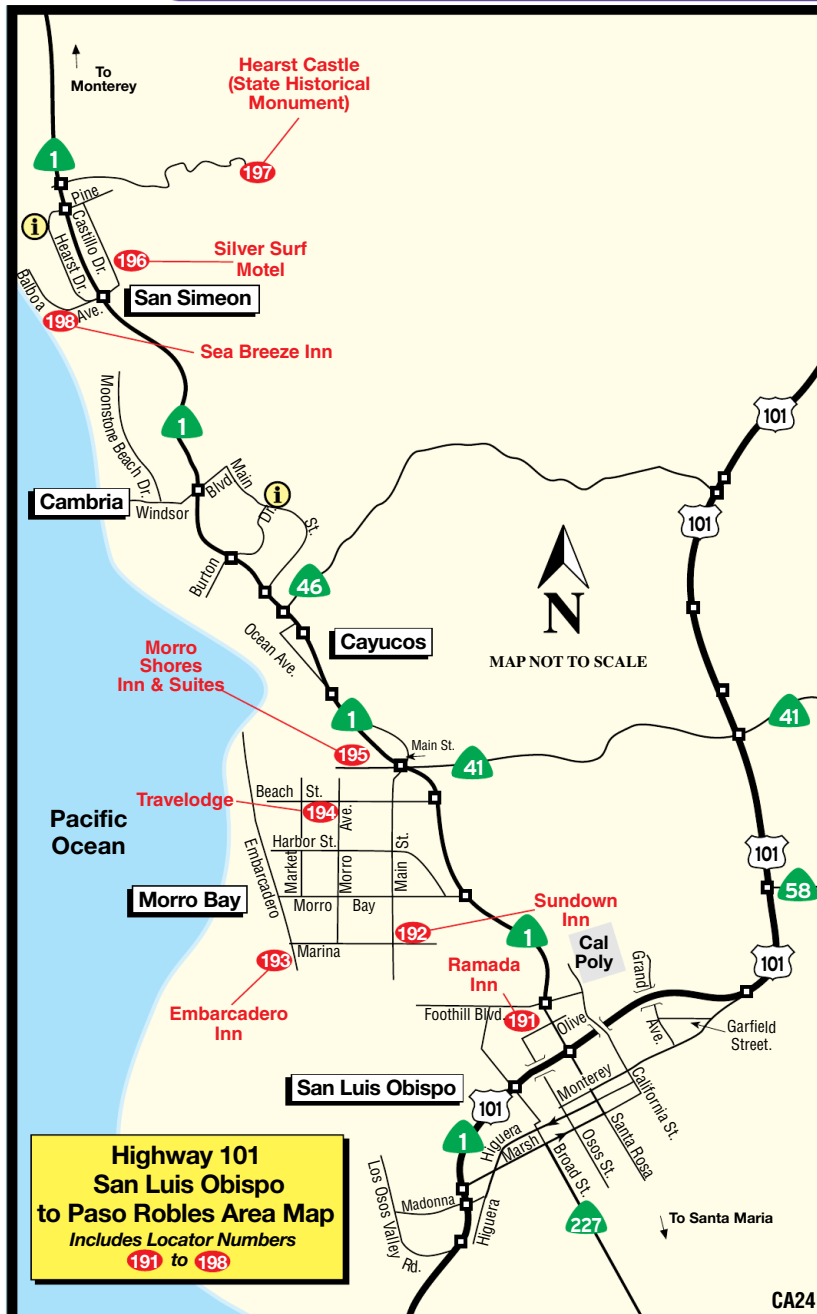 To
Monterey
Hearst Castle
(State Historical
Monument)
1
197
Pine
i
Castillo Dr.
Hearst Dr.
196
Silver Surf
Motel
San Simeon
Balboa
Ave.
198
Sea Breeze Inn
1
Moonstone Beach Dr.
101
101
Main
Blvd
St.
i
Dr.
Cambria
Windsor
Burton
46
N
MAP NOT TO SCALE
Ocean Ave.
Cayucos
Morro
Shores
Inn & Suites
1
195
Main St.
41
41
Travelodge
Beach St.
194
Ave.
Pacific
Ocean
Harbor St.
Embarcadero
Market
Morro
Main St.
101
58
Morro Bay
Morro Bay
192
Sundown
Inn
Marina
193
Embarcadero
Inn
1
Cal
Poly
101
Ramada
Inn
191
Foothill Blvd.
Olive
Grand
Ave.
Garfield
Street.
San Luis Obispo
101
1
Monterey
California St.
Higuera
Marsh
Broad St.
Osos St.
Santa Rosa
Los Osos Valley
Rd.
Madonna
Higuera
227
To Santa Maria
Highway 101
San Luis Obispo
to Paso Robles Area Map
Includes Locator Numbers
191 to 198
CA24